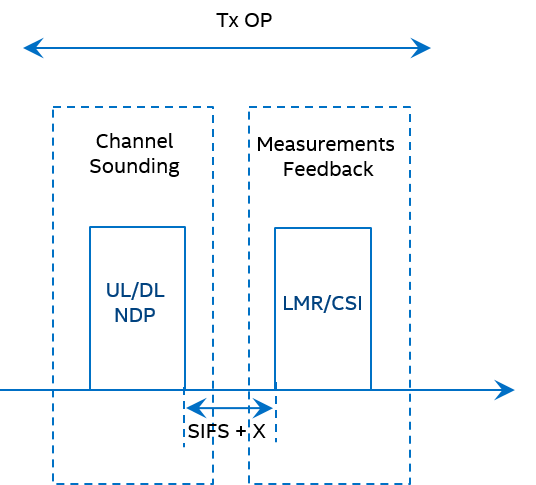 Tx OP
Channel
Sounding
Measurements
Feedback
UL/DL
NDP
LMR/CSI
SIFS + X